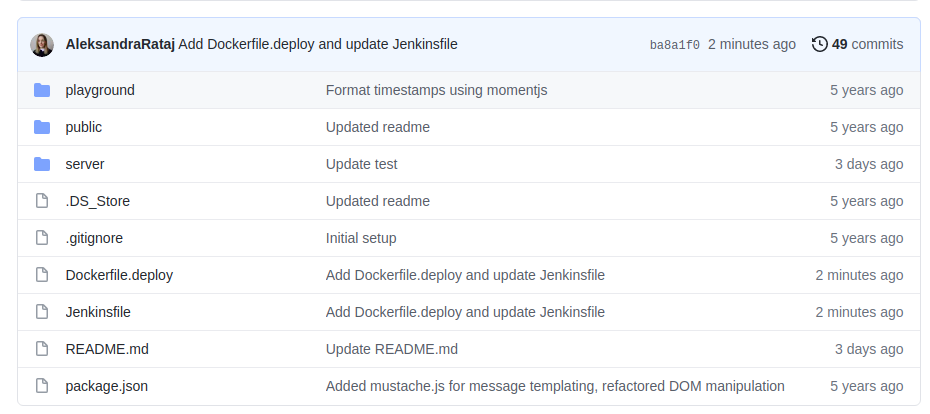 AleksandraRataj Add Dockerfile.deploy and update Jenkinsfile ba8a1f0 2 minutes ago 49 commits
playground Format timestamps using momentjs 5 years ago
public Updated readme 5 years ago
server Update test 3 days ago
.DS_Store Updated readme 5 years ago
.gitignore Initial setup 5 years ago
Dockerfile.deploy Add Dockerfile.deploy and update Jenkinsfile 2 minutes ago
Jenkinsfile Add Dockerfile.deploy and update Jenkinsfile 2 minutes ago
README.md Update README.md 3 days ago
package.json Added mustache.js for message templating, refactored DOM manipulation 5 years ago